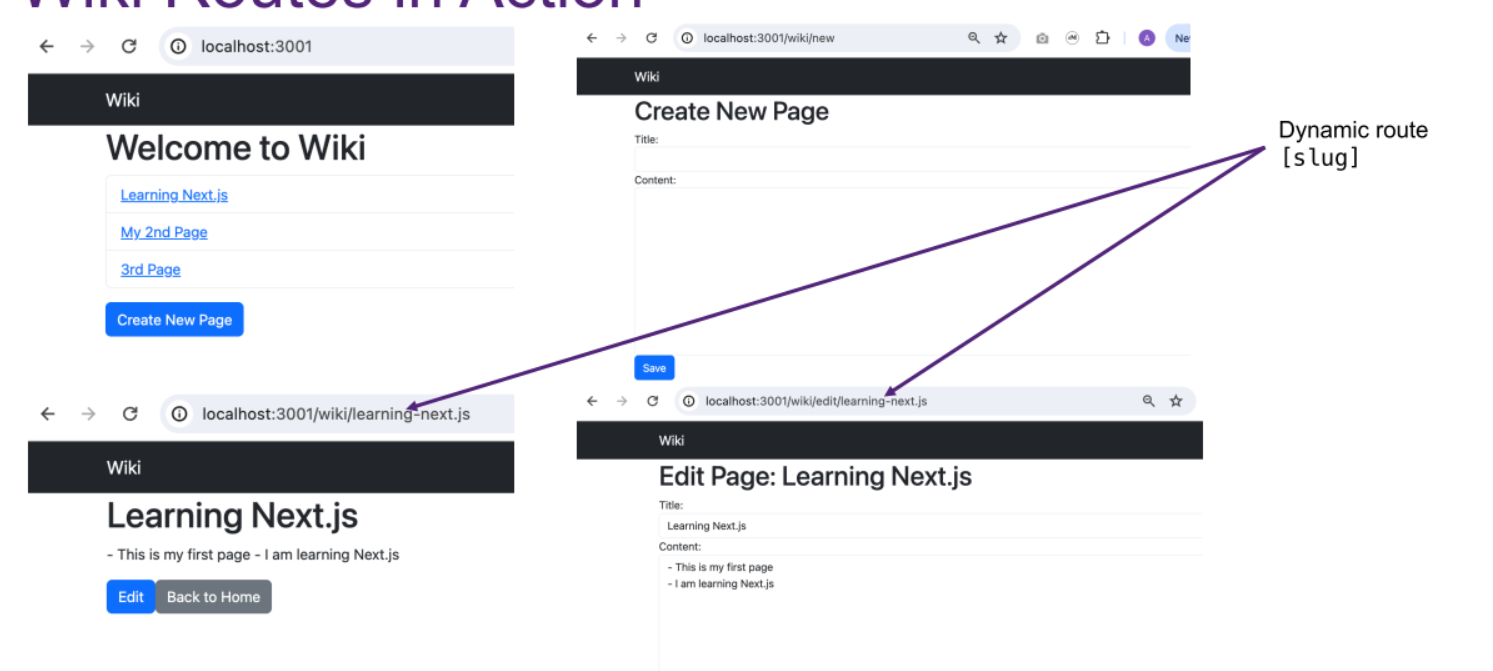 Wiki Routes in Action
localhost:3001
Wiki
Welcome to Wiki
Learning Next.js
My 2nd Page
3rd Page
Create New Page
localhost:3001/wiki/new
A
Ne
Wiki
Create New Page
Title:
Content:
Save
Dynamic route
[slug]
localhost:3001/wiki/learning-next.js
Wiki
Learning Next.js
- This is my first page - I am learning Next.js
Edit
Back to Home
localhost:3001/wiki/edit/learning-next.js
Wiki
Edit Page: Learning Next.js
Title:
Learning Next.js
Content:
- This is my first page
- I am learning Next.js